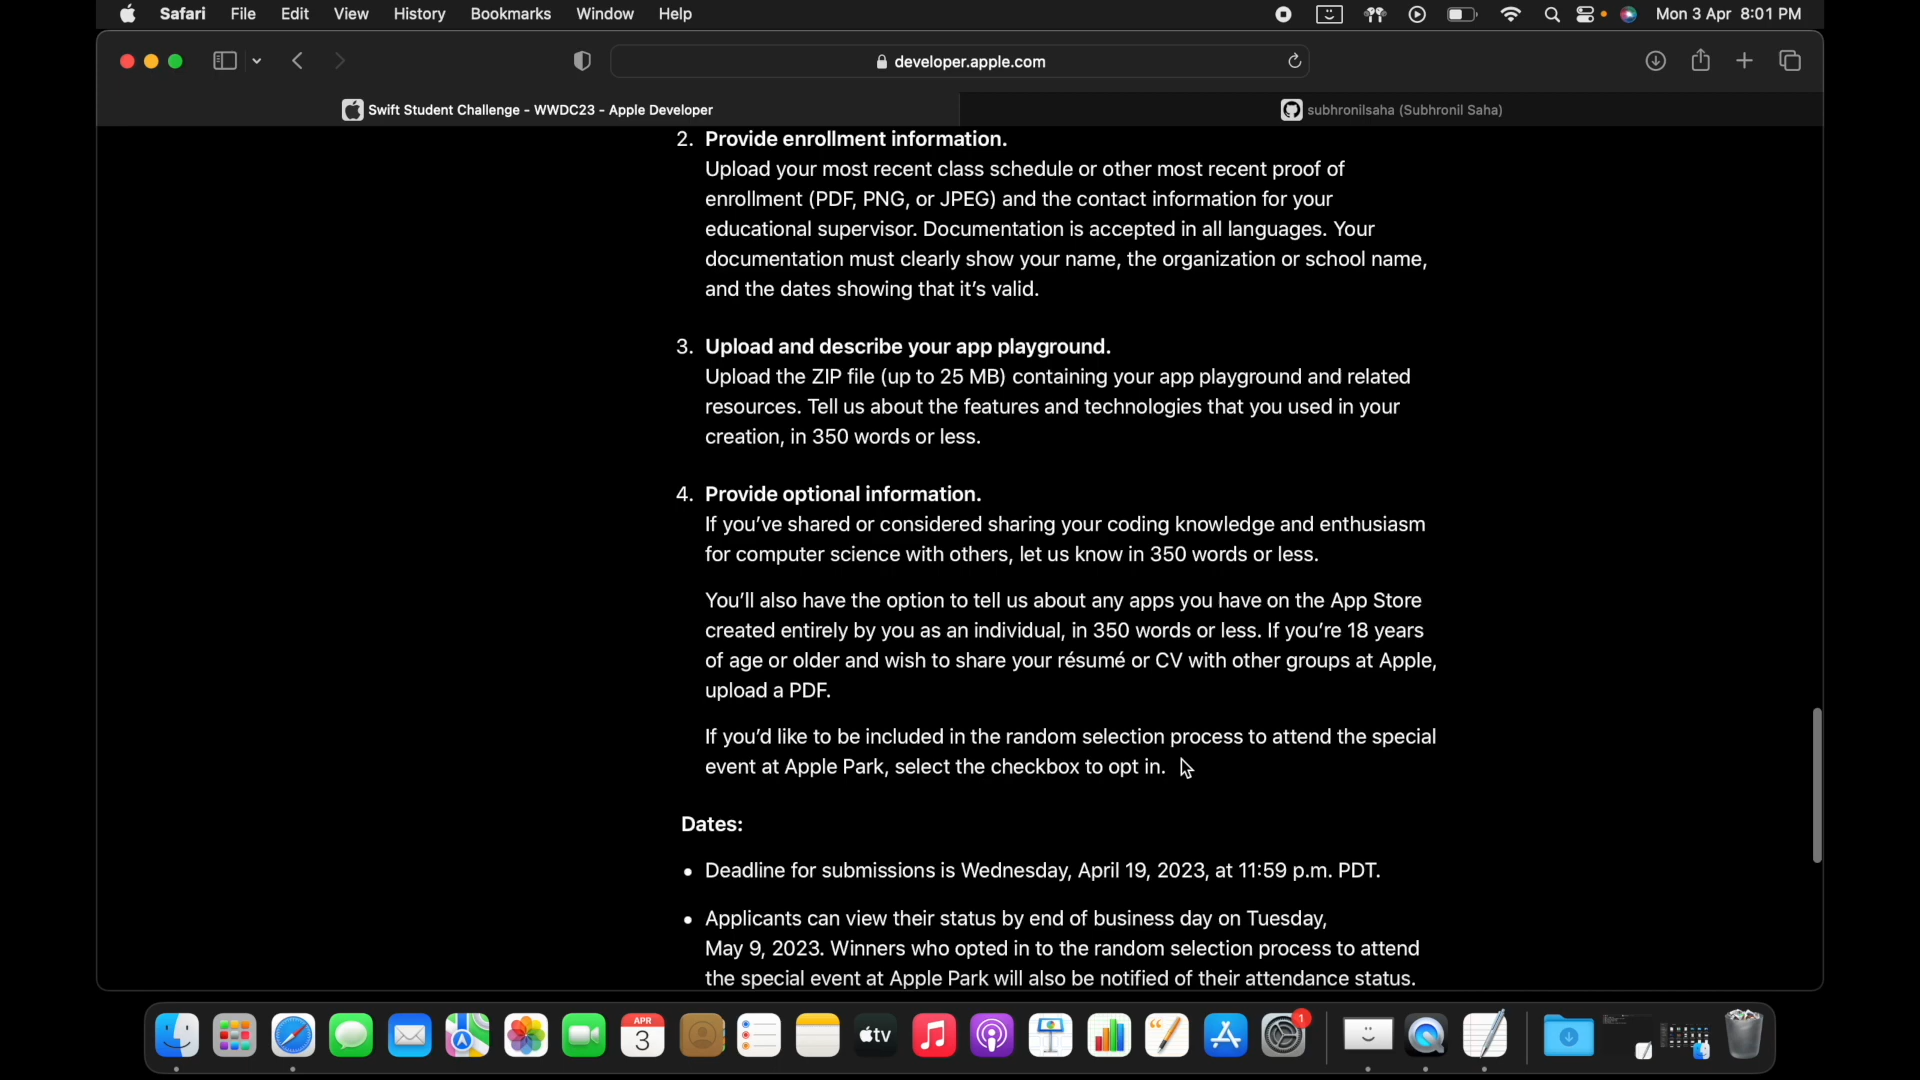 Safari File Edit View History Bookmarks Window Help Mon 3 Apr 8:01 PM
developer.apple.com
Swift Student Challenge - WWDC23 - Apple Developer
subhronilsaha (Subhronil Saha)
2. Provide enrollment information.
Upload your most recent class schedule or other most recent proof of
enrollment (PDF, PNG, or JPEG) and the contact information for your
educational supervisor. Documentation is accepted in all languages. Your
documentation must clearly show your name, the organization or school name,
and the dates showing that it’s valid.
3. Upload and describe your app playground.
Upload the ZIP file (up to 25 MB) containing your app playground and related
resources. Tell us about the features and technologies that you used in your
creation, in 350 words or less.
4. Provide optional information.
If you’ve shared or considered sharing your coding knowledge and enthusiasm
for computer science with others, let us know in 350 words or less.
You’ll also have the option to tell us about any apps you have on the App Store
created entirely by you as an individual, in 350 words or less. If you’re 18 years
of age or older and wish to share your résumé or CV with other groups at Apple,
upload a PDF.
If you’d like to be included in the random selection process to attend the special
event at Apple Park, select the checkbox to opt in.
Dates:
• Deadline for submissions is Wednesday, April 19, 2023, at 11:59 p.m. PDT.
• Applicants can view their status by end of business day on Tuesday,
May 9, 2023. Winners who opted in to the random selection process to attend
the special event at Apple Park will also be notified of their attendance status.
APR
3
tv
1